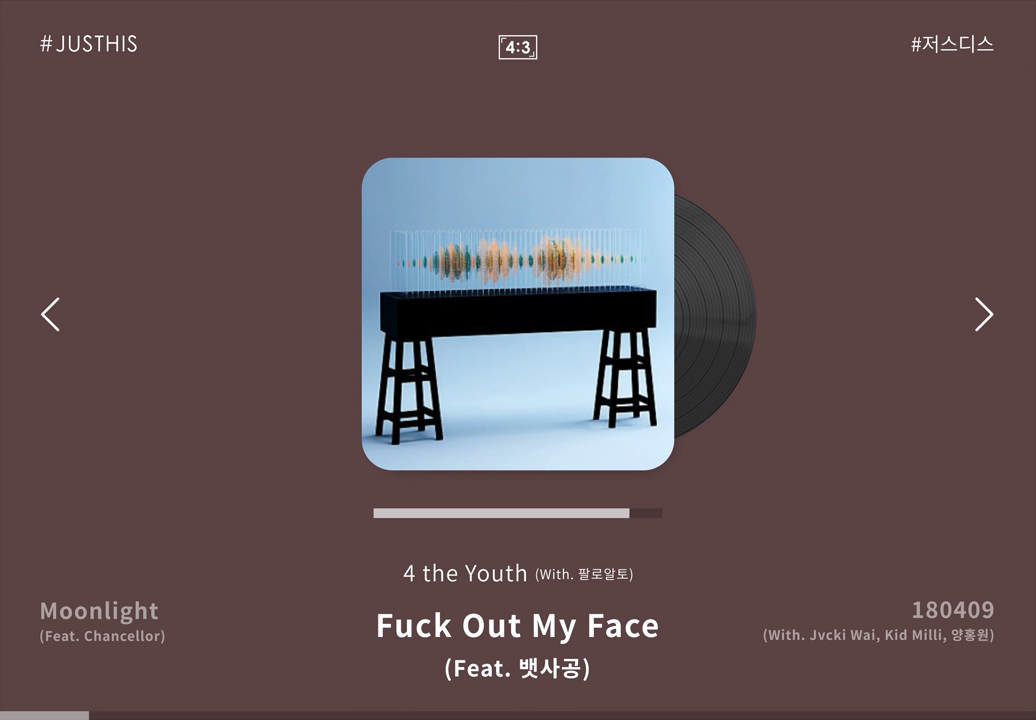 #JUSTHIS
4:3
#저스디스
4 the Youth (With. 팔로알토)
Moonlight
(Feat. Chancellor)
Fuck Out My Face
(Feat. 뱃사공)
180409
(With. Jvcki Wai, Kid Milli, 양홍원)